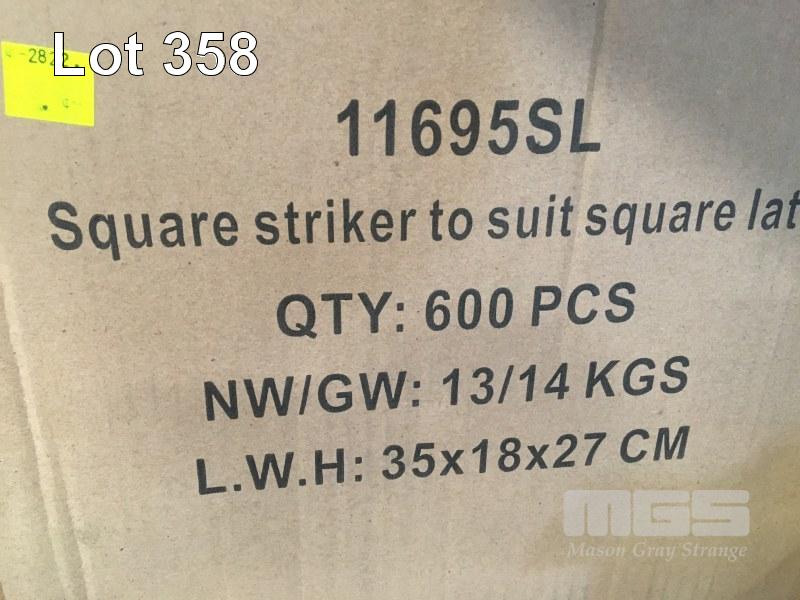 Lot 358
11695SL
Square striker to suit square lat
QTY: 600 PCS
NW/GW: 13/14 KGS
L.W.H: 35x18x27 CM
MGS
Mason Gray Strange